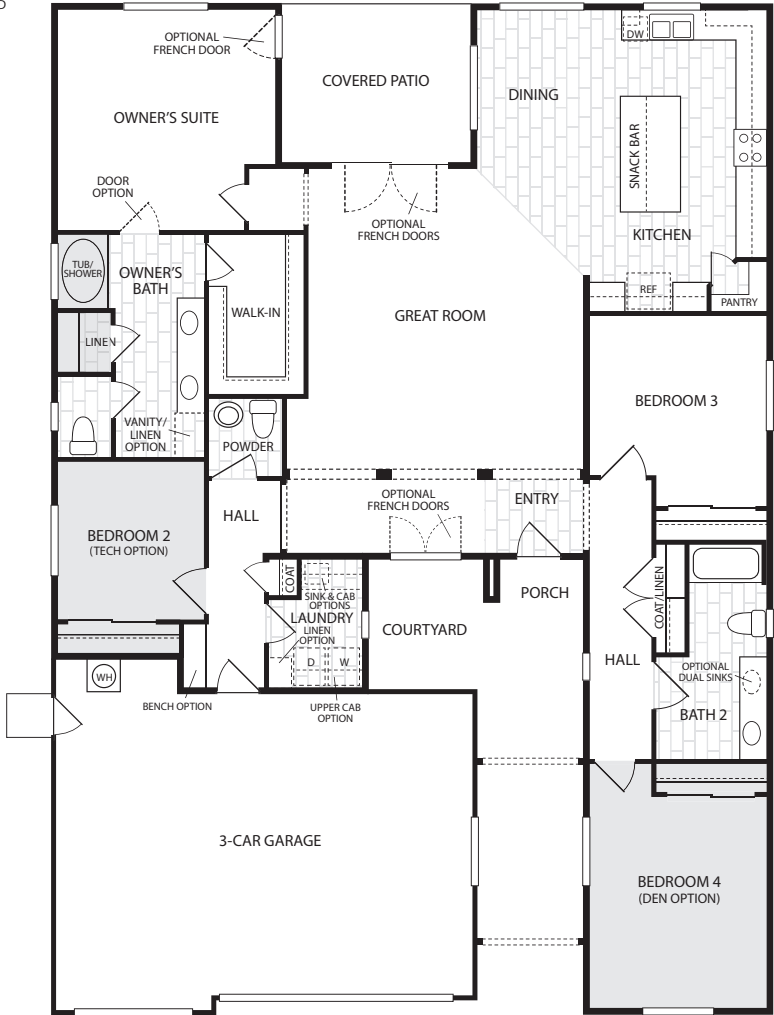 OPTIONAL
FRENCH DOOR
COVERED PATIO
DW
DINING
OWNER'S SUITE
SNACK BAR
DOOR
OPTION
OPTIONAL
FRENCH DOORS
KITCHEN
TUB/
SHOWER
OWNER'S
BATH
REF
PANTRY
WALK-IN
GREAT ROOM
LINEN
BEDROOM 3
VANITY/
LINEN
OPTION
POWDER
HALL
OPTIONAL
FRENCH DOORS
ENTRY
BEDROOM 2
(TECH OPTION)
COAT
SINK & CAB
OPTIONS
LAUNDRY
LINEN
OPTION
D
W
PORCH
COURTYARD
COAT/LINEN
HALL
OPTIONAL
DUAL SINKS
BATH 2
WH
BENCH OPTION
UPPER CAB
OPTION
3-CAR GARAGE
BEDROOM 4
(DEN OPTION)